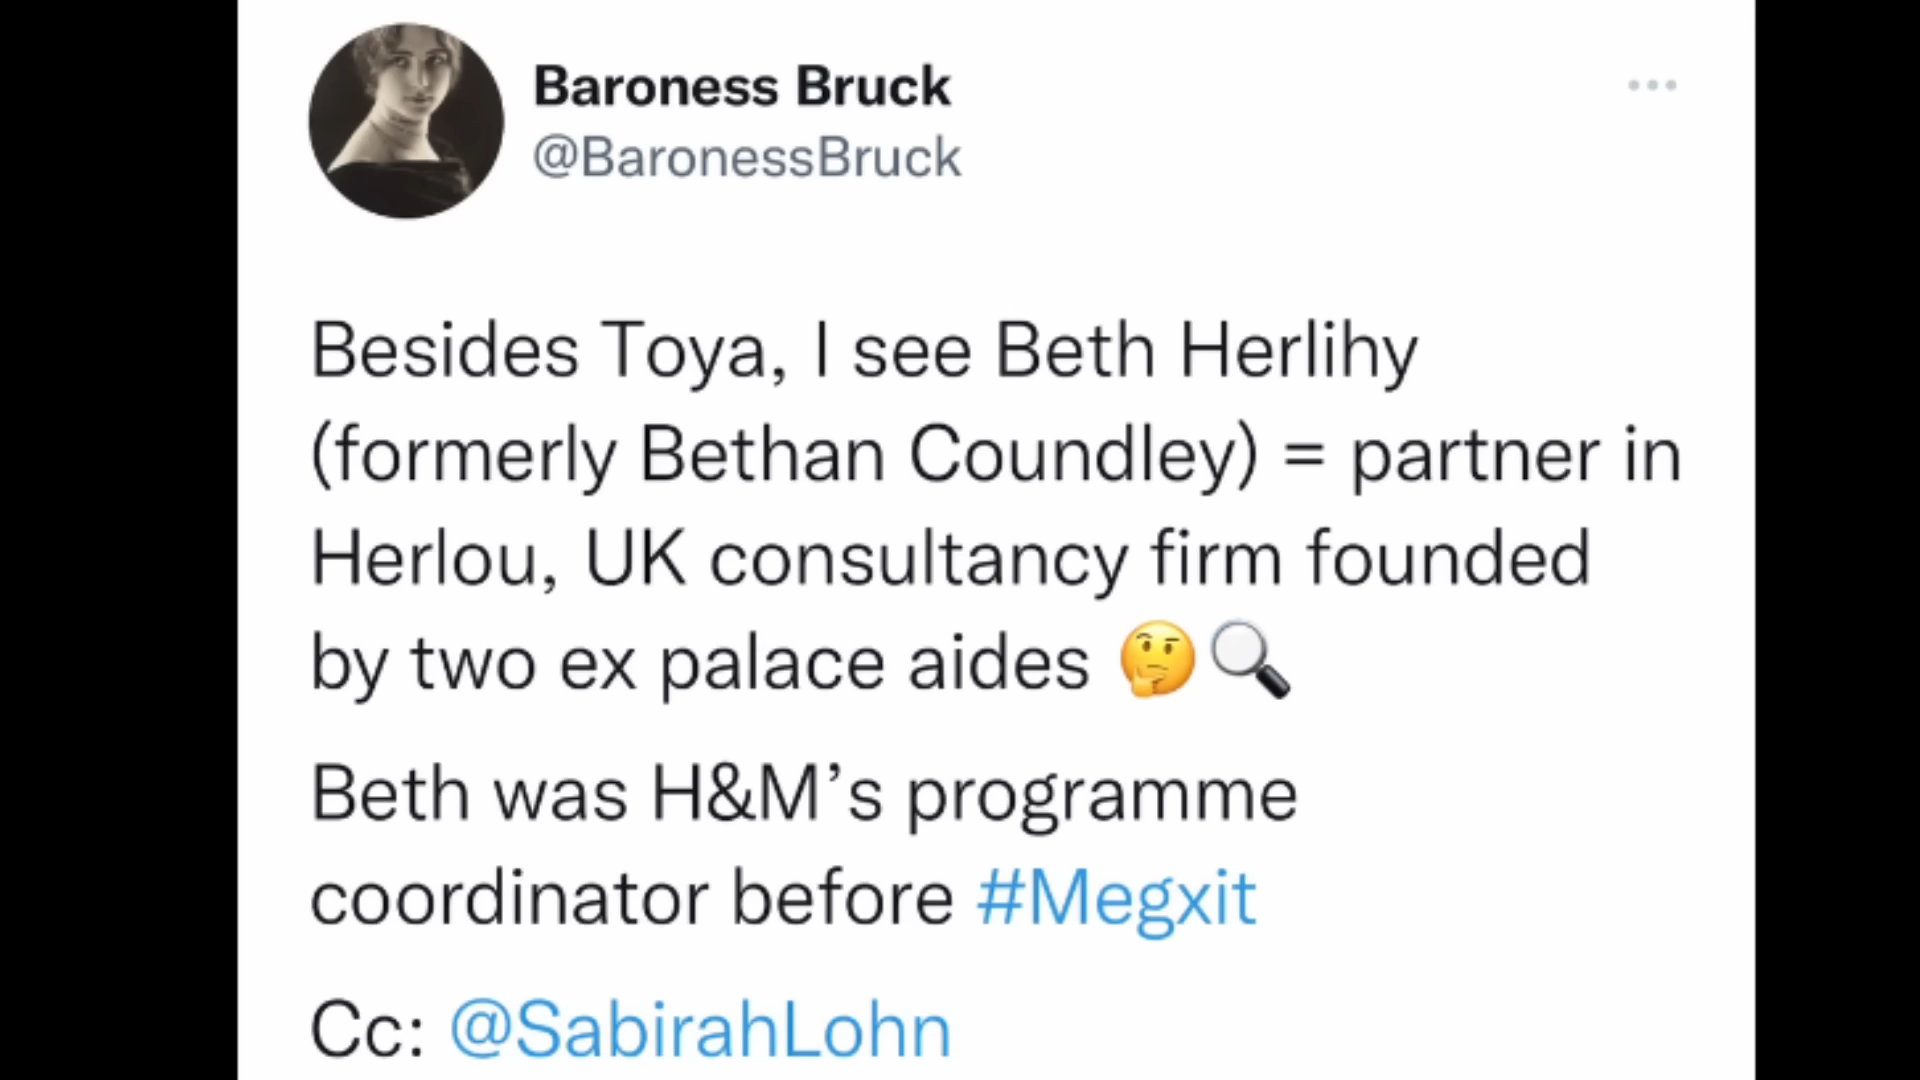 Baroness Bruck
@BaronessBruck
Besides Toya, I see Beth Herlihy
(formerly Bethan Coundley) = partner in
Herlou, UK consultancy firm founded
by two ex palace aides 🤔🔍
Beth was H&M’s programme
coordinator before #Megxit
Cc: @SabirahLohn